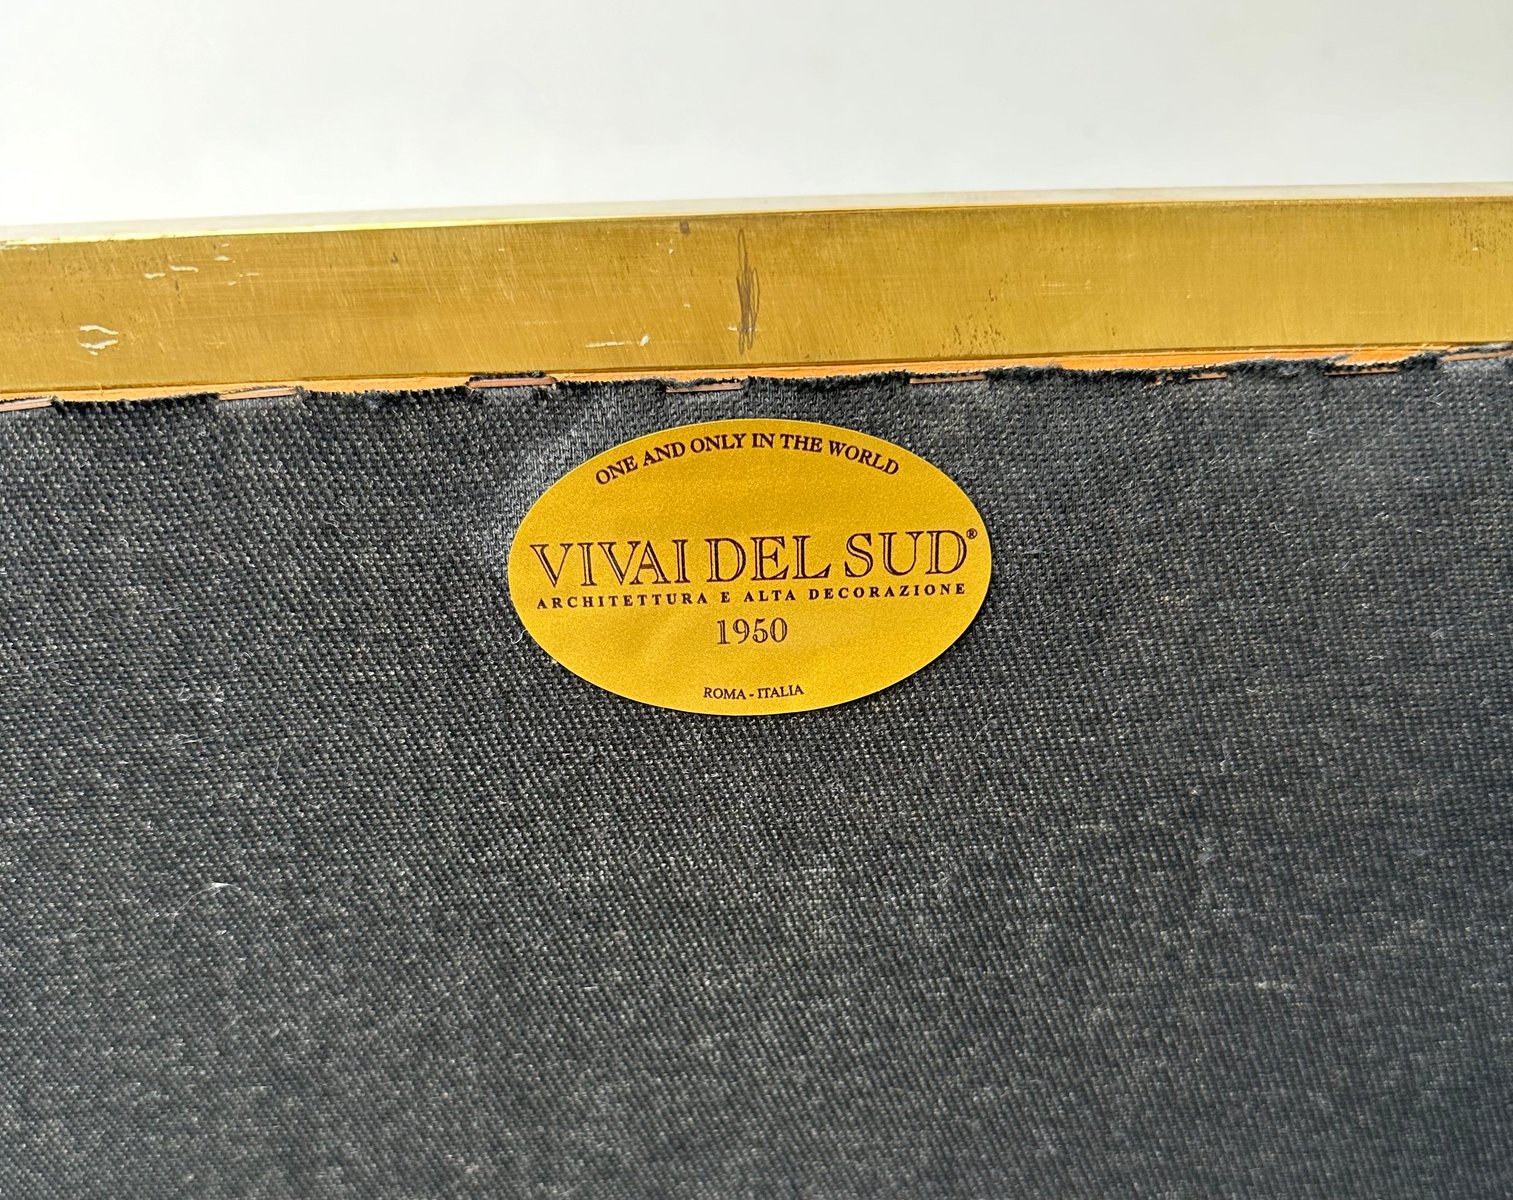 ONE AND ONLY IN THE WORLD
VIVAI DEL SUD®
ARCHITETTURA E ALTA DECORAZIONE
1950
ROMA - ITALIA